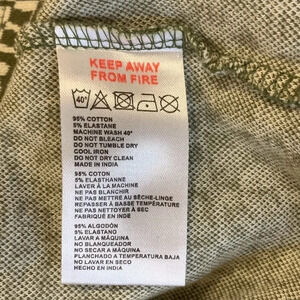 KEEP AWAY
FROM FIRE
40°
95% COTTON
5% ELASTANE
MACHINE WASH 40°
DO NOT BLEACH
DO NOT TUMBLE DRY
COOL IRON
DO NOT DRY CLEAN
MADE IN INDIA
95% COTON
5% ELASTHANNE
LAVER À LA MACHINE
NE PAS BLANCHIR
NE PAS METTRE AU SÈCHE-LINGE
REPASSER À BASSE TEMPÉRATURE
NE PAS NETTOYER À SEC
FABRIQUÉ EN INDE
95% ALGODÓN
5% ELASTANO
LAVAR A MÁQUINA
NO BLANQUEADOR
NO SECAR A MÁQUINA
PLANCHADO A TEMPERATURA BAJA
NO LAVAR EN SECO
HECHO EN INDIA